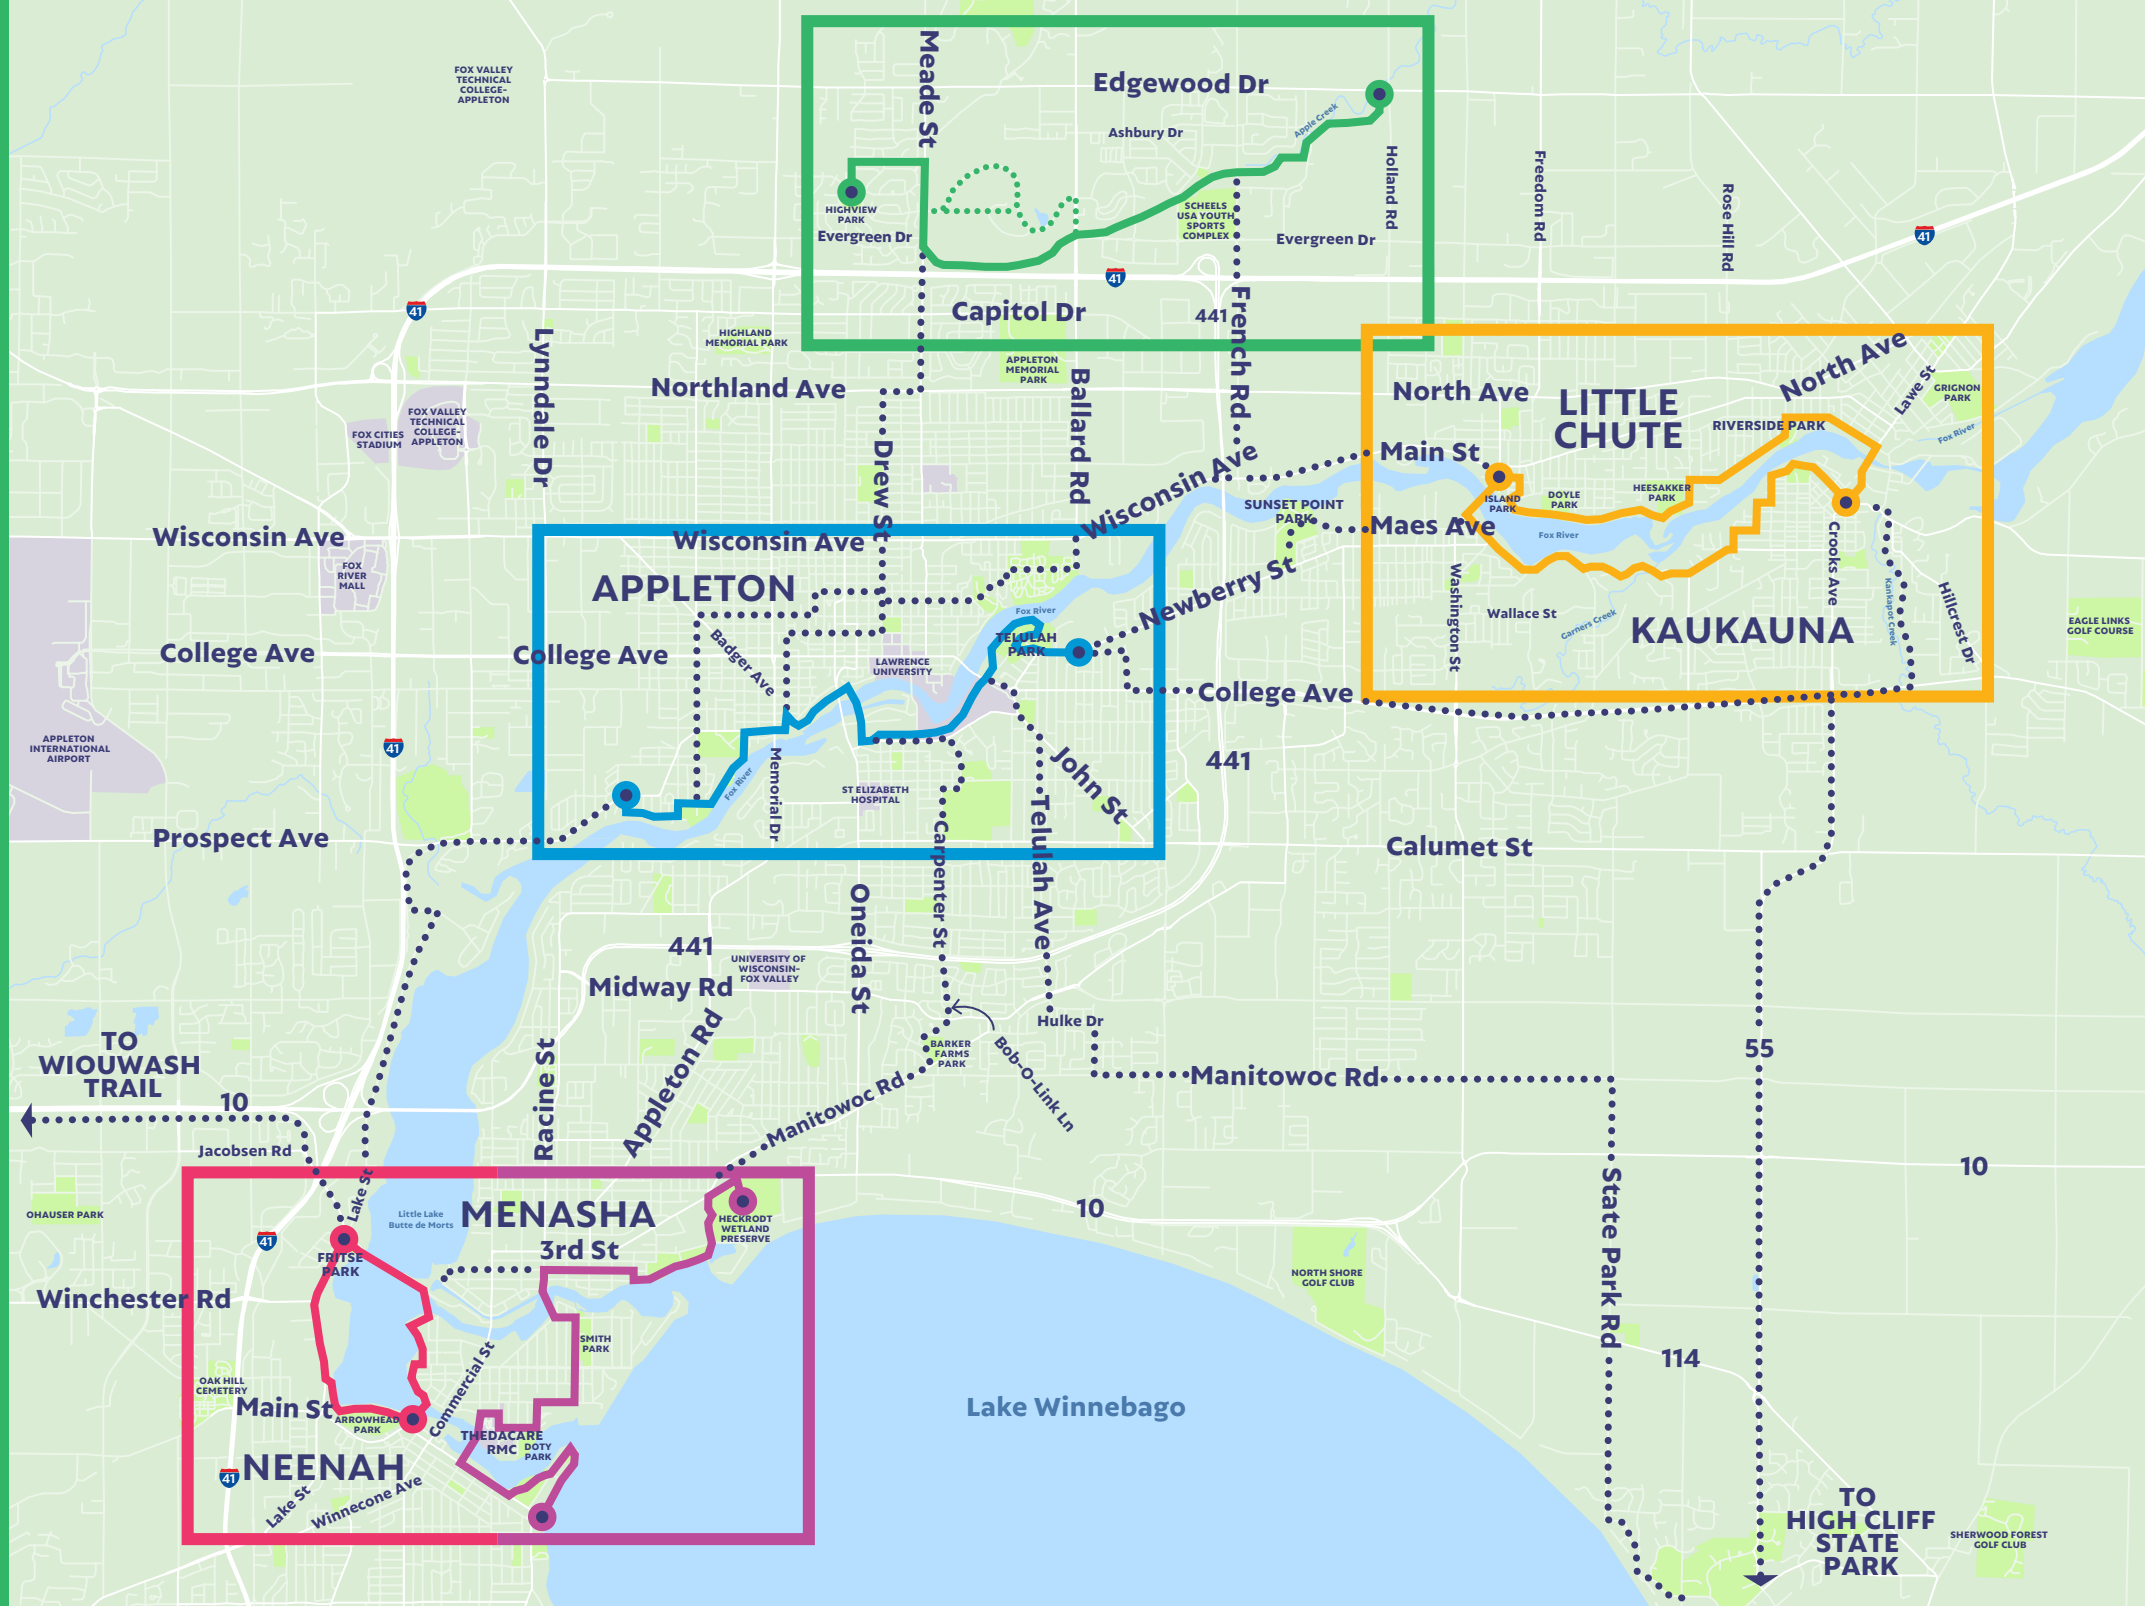 FOX VALLEY
TECHNICAL
COLLEGE-
APPLETON
Meade St
Edgewood Dr
Ashbury Dr
Apple Creek
Holland Rd
Freedom Rd
Rose Hill Rd
HIGHVIEW
PARK
Evergreen Dr
SCHEELS
USA YOUTH
SPORTS
COMPLEX
Evergreen Dr
41
41
41
Capitol Dr
441
French Rd
HIGHLAND
MEMORIAL PARK
APPLETON
MEMORIAL
PARK
Lynndale Dr
Northland Ave
Ballard Rd
North Ave
LITTLE
CHUTE
North Ave
Lawe St
GRIGNON
PARK
FOX VALLEY
TECHNICAL
COLLEGE-
APPLETON
FOX CITIES
STADIUM
Drew St
Main St
RIVERSIDE PARK
Fox River
Wisconsin Ave
SUNSET POINT
PARK
ISLAND
PARK
DOYLE
PARK
HEESAKKER
PARK
Maes Ave
Fox River
Wisconsin Ave
Wisconsin Ave
FOX
RIVER
MALL
APPLETON
Newberry St
Washington St
Wallace St
Garners Creek
KAUKAUNA
Crooks Ave
Kankapot Creek
Hillcrest Dr
EAGLE LINKS
GOLF COURSE
Fox River
TELULAH
PARK
College Ave
College Ave
Badger Ave
LAWRENCE
UNIVERSITY
College Ave
APPLETON
INTERNATIONAL
AIRPORT
41
Fox River
Memorial Dr
ST ELIZABETH
HOSPITAL
John St
441
Prospect Ave
Carpenter St
Telulah Ave
Calumet St
Oneida St
441
UNIVERSITY OF
WISCONSIN-
FOX VALLEY
Midway Rd
Appleton Rd
Racine St
Hulke Dr
BARKER
FARMS
PARK
Bob-O-Link Ln
TO
WIOUWASH
TRAIL
10
Jacobsen Rd
Manitowoc Rd
Manitowoc Rd
55
10
State Park Rd
OHAUSER PARK
Lake St
Little Lake
Butte de Morts
MENASHA
3rd St
HECKRODT
WETLAND
PRESERVE
10
41
FRITSE
PARK
NORTH SHORE
GOLF CLUB
Winchester Rd
SMITH
PARK
114
OAK HILL
CEMETERY
Main St
ARROWHEAD
PARK
Commercial St
Lake Winnebago
THEDACARE
RMC
DOTY
PARK
NEENAH
41
Lake St
Winnecone Ave
TO
HIGH CLIFF
STATE
PARK
SHERWOOD FOREST
GOLF CLUB